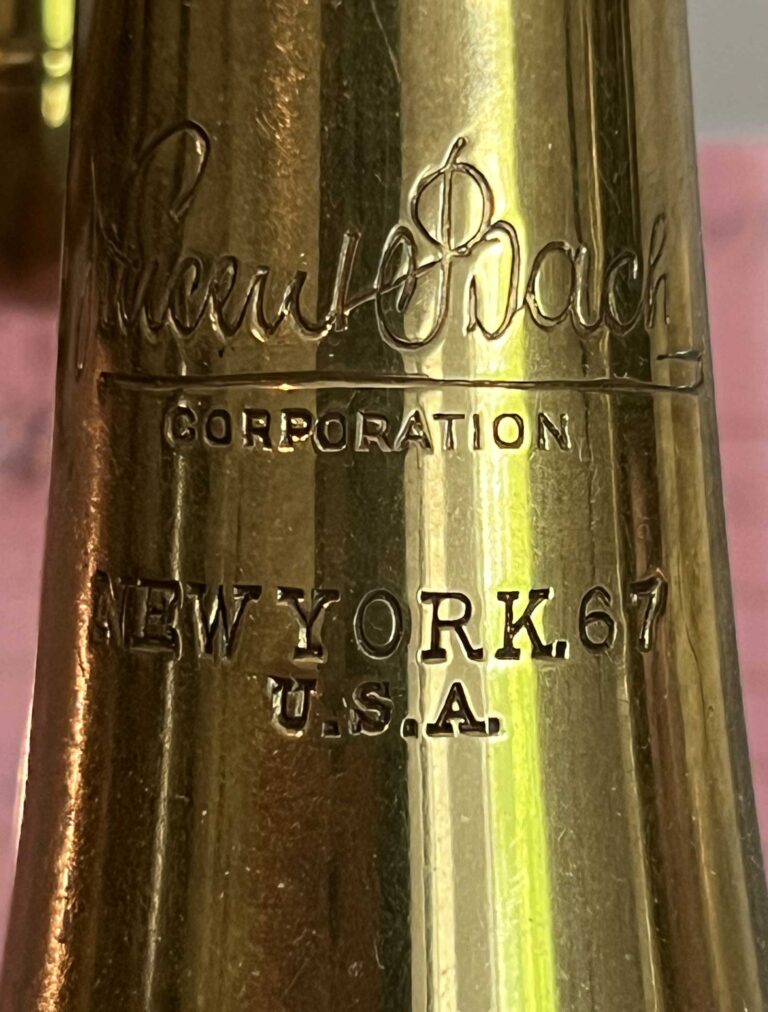 Vincent Bach
CORPORATION
NEW YORK. 67
U.S.A.